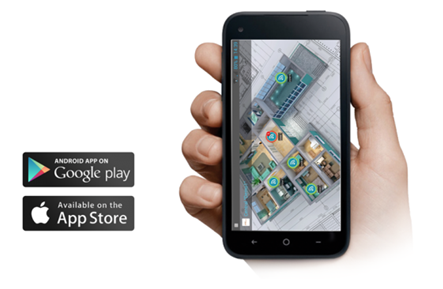 ANDROID APP ON
Google play
Available on the
App Store